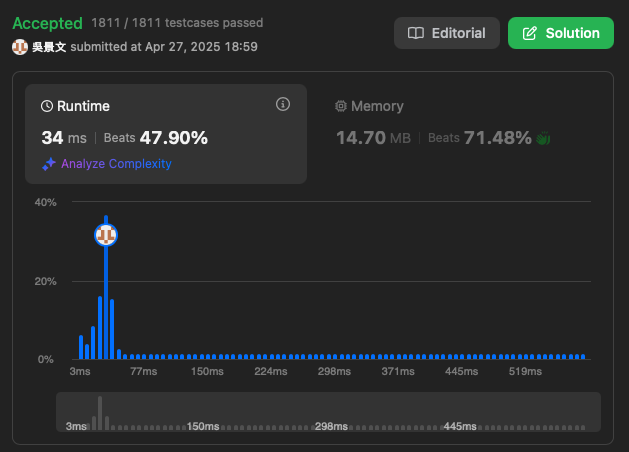 Accepted 1811 / 1811 testcases passed
吳景文 submitted at Apr 27, 2025 18:59
Editorial
Solution
Runtime
34 ms | Beats 47.90%
Analyze Complexity
Memory
14.70 MB | Beats 71.48%
40%
20%
0%
3ms 77ms 150ms 224ms 298ms 371ms 445ms 519ms
3ms 150ms 298ms 445ms